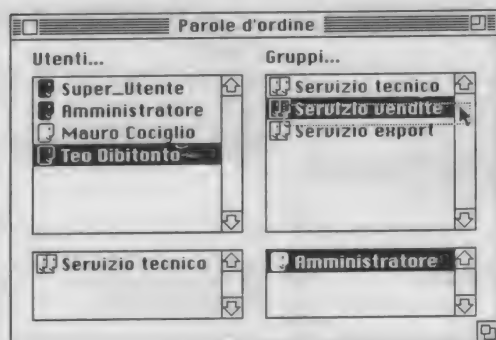 Parole d'ordine
Utenti...
Super_Utente
Amministratore
Mauro Cociglio
Teo Dibitonto
Gruppi...
Servizio tecnico
Servizio vendite
Servizio export
Servizio tecnico
Amministratore